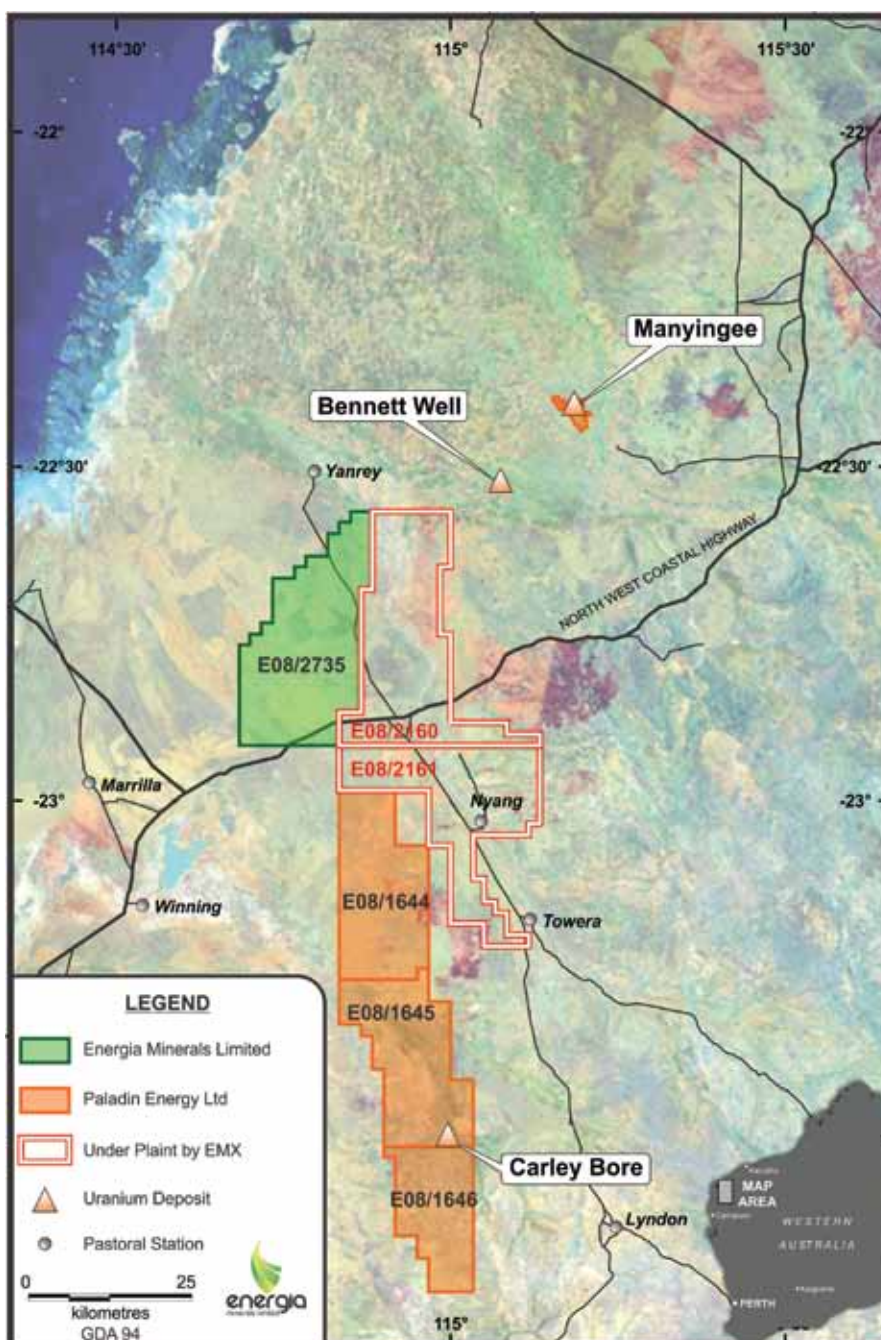 114°30'
115°
115°30'
-22°
-22°
Manyingee
Bennett Well
Yanrey
-22°30'
-22°30'
NORTH WEST COASTAL HIGHWAY
E08/2735
E08/2160
E08/2161
Marrilla
-23°
Nyang
Winning
E08/1644
Towera
E08/1645
Carley Bore
E08/1646
Lyndon
LEGEND
Energia Minerals Limited
Paladin Energy Ltd
Under Plaint by EMX
Uranium Deposit
Pastoral Station
0 25
kilometres
GDA 94
energia
MAP
AREA
WESTERN
AUSTRALIA
PERTH
115°